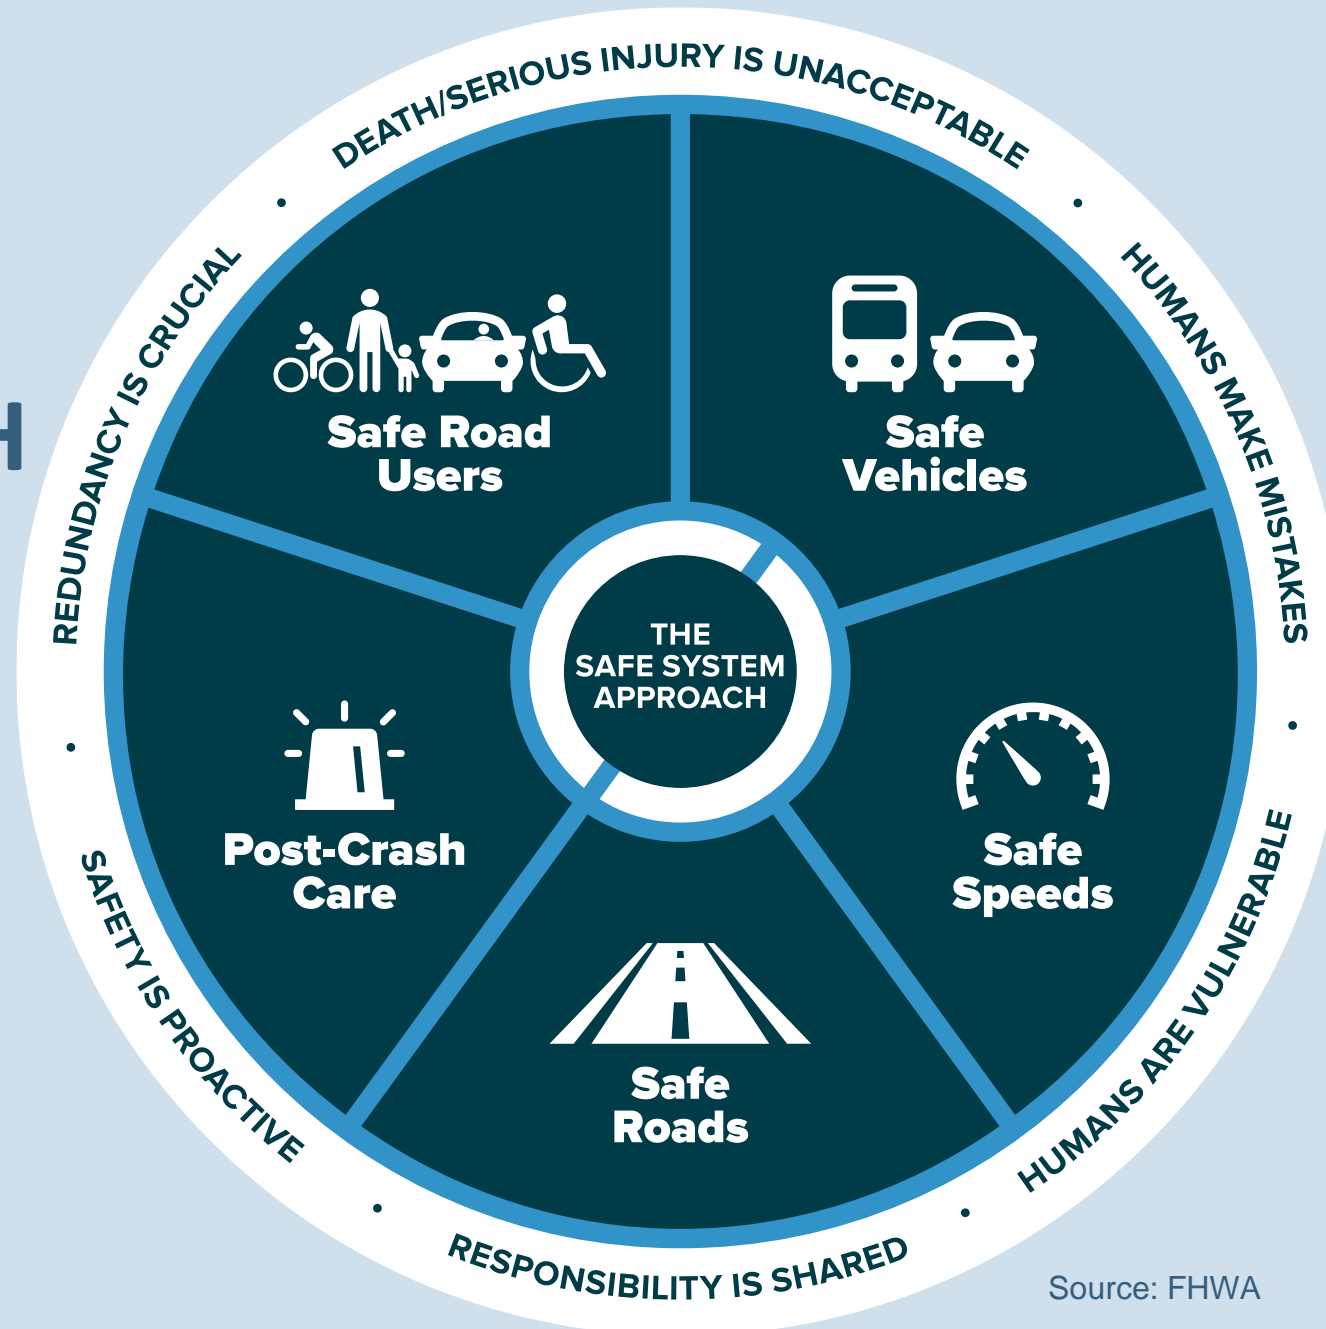 DEATH/SERIOUS INJURY IS UNACCEPTABLE
HUMANS MAKE MISTAKES
HUMANS ARE VULNERABLE
RESPONSIBILITY IS SHARED
SAFETY IS PROACTIVE
REDUNDANCY IS CRUCIAL
H
Safe Road
Users
Safe
Vehicles
THE
SAFE SYSTEM
APPROACH
Post-Crash
Care
Safe
Speeds
Safe
Roads
Source: FHWA